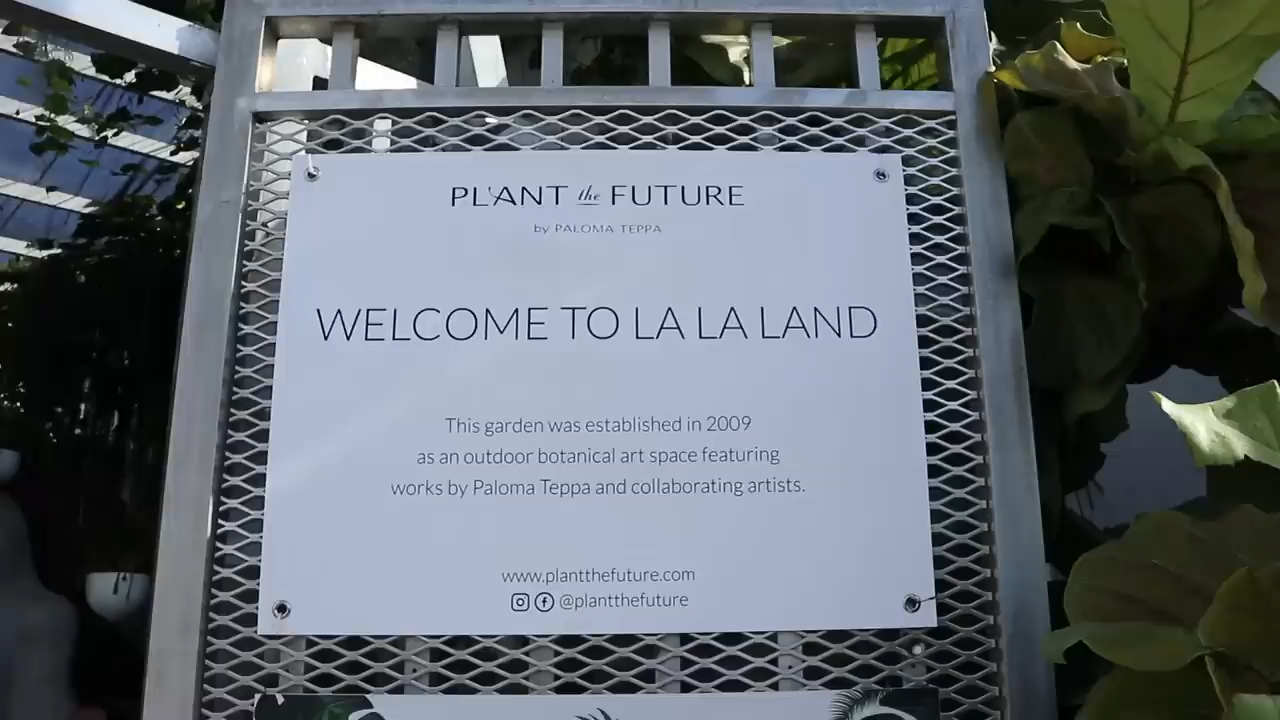 PLANT the FUTURE
by PALOMA TEPPA
WELCOME TO LA LA LAND
This garden was established in 2009
as an outdoor botanical art space featuring
works by Paloma Teppa and collaborating artists.
www.plantthefuture.com
@plantthefuture